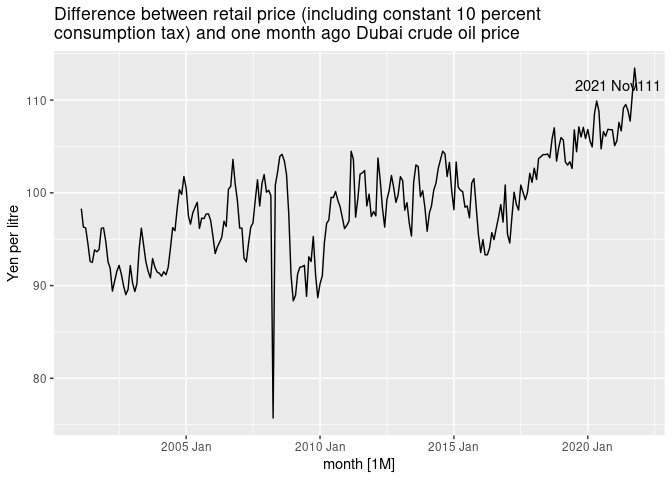 Difference between retail price (including constant 10 percent
consumption tax) and one month ago Dubai crude oil price
2021 Nov111
110
100
90
80
Yen per litre
2005 Jan
2010 Jan
2015 Jan
2020 Jan
month [1M]